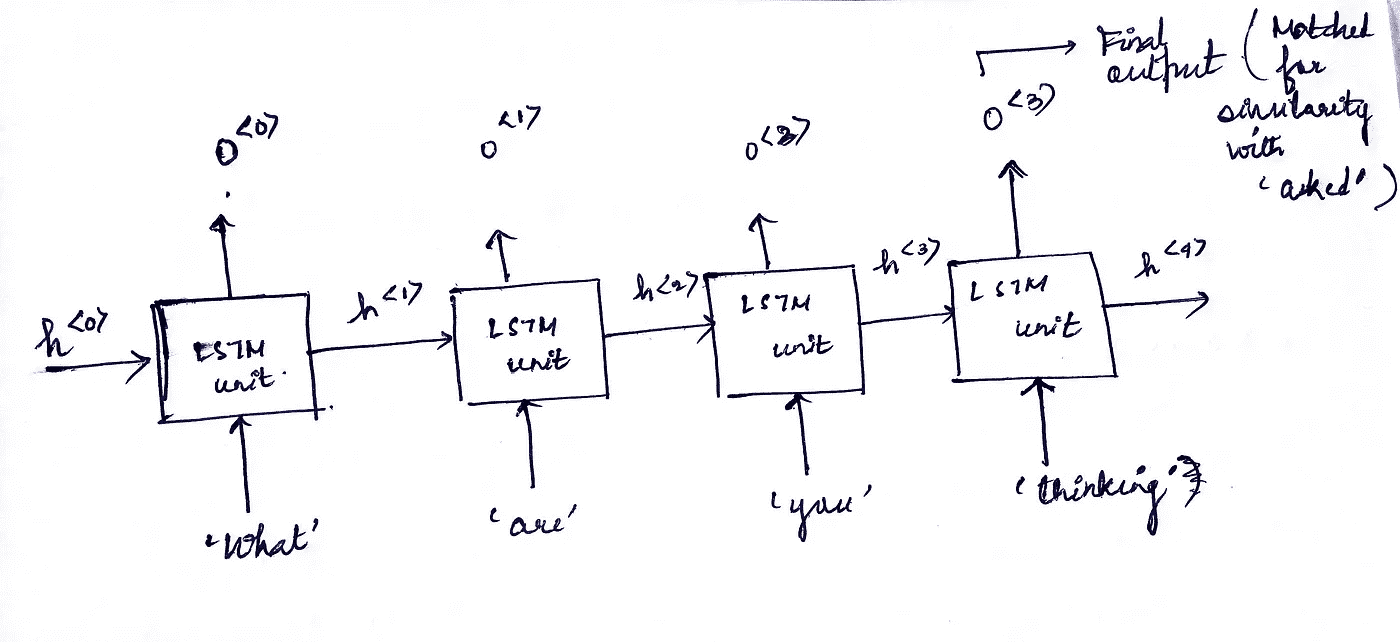 o<0>
o<1>
o<2>
o<3>
Final output (Matched
for
similarity
with
'asked')
h<0>
LSTM
unit.
h<1>
LSTM
unit
h<2>
LSTM
unit
h<3>
LSTM
unit
h<4>
'What'
'are'
'you'
'thinking'